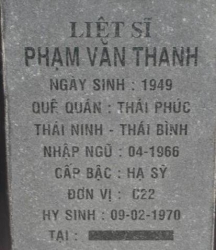 LIỆT SĨ
PHẠM VĂN THANH
NGÀY SINH : 1949
QUÊ QUÁN : THÁI PHÚC
THÁI NINH - THÁI BÌNH
NHẬP NGŨ : 04-1966
CẤP BẬC : HẠ SỸ
ĐƠN VỊ : C22
HY SINH : 09-02-1970
TẠI :